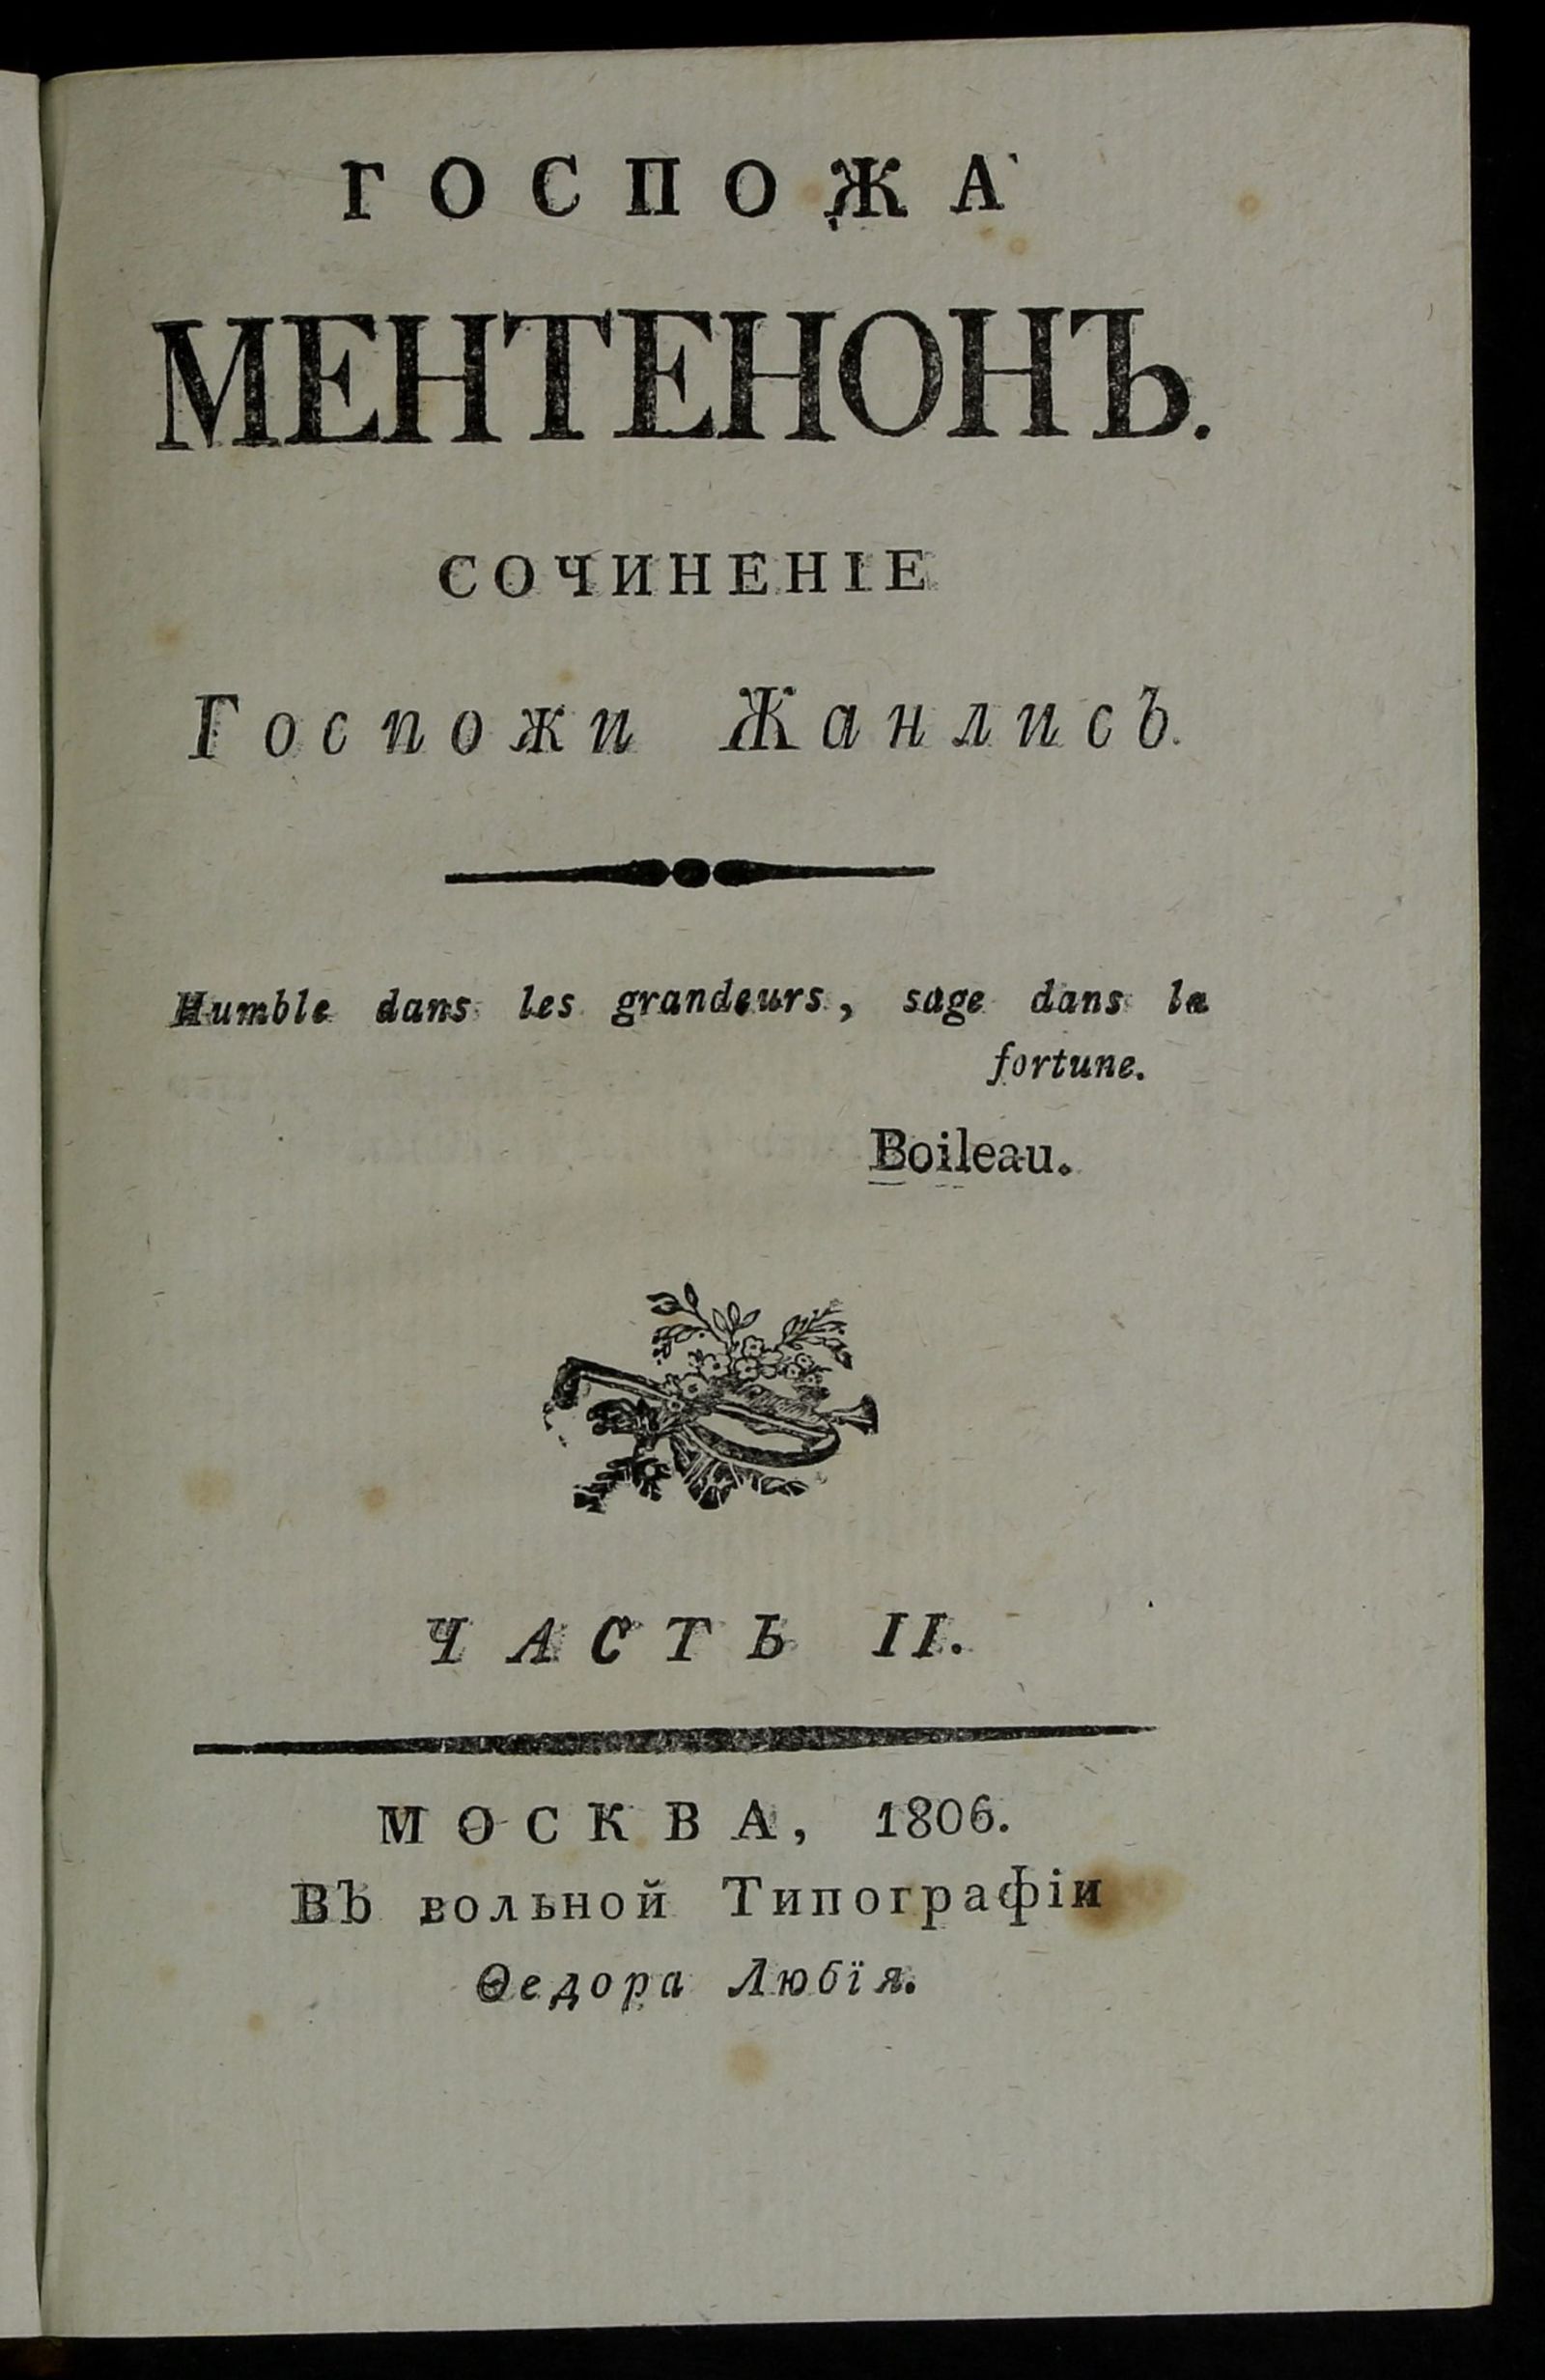 ГОСПОЖА
МЕНТЕНОНЪ.
СОЧИНЕНІЕ
Госпожи Жанлисъ.
Humble dans les grandeurs, sage dans la
fortune.
Boileau.
ЧАСТЬ II.
МОСКВА, 1806.
Въ вольной Типографіи
Ѳедора Любїя.